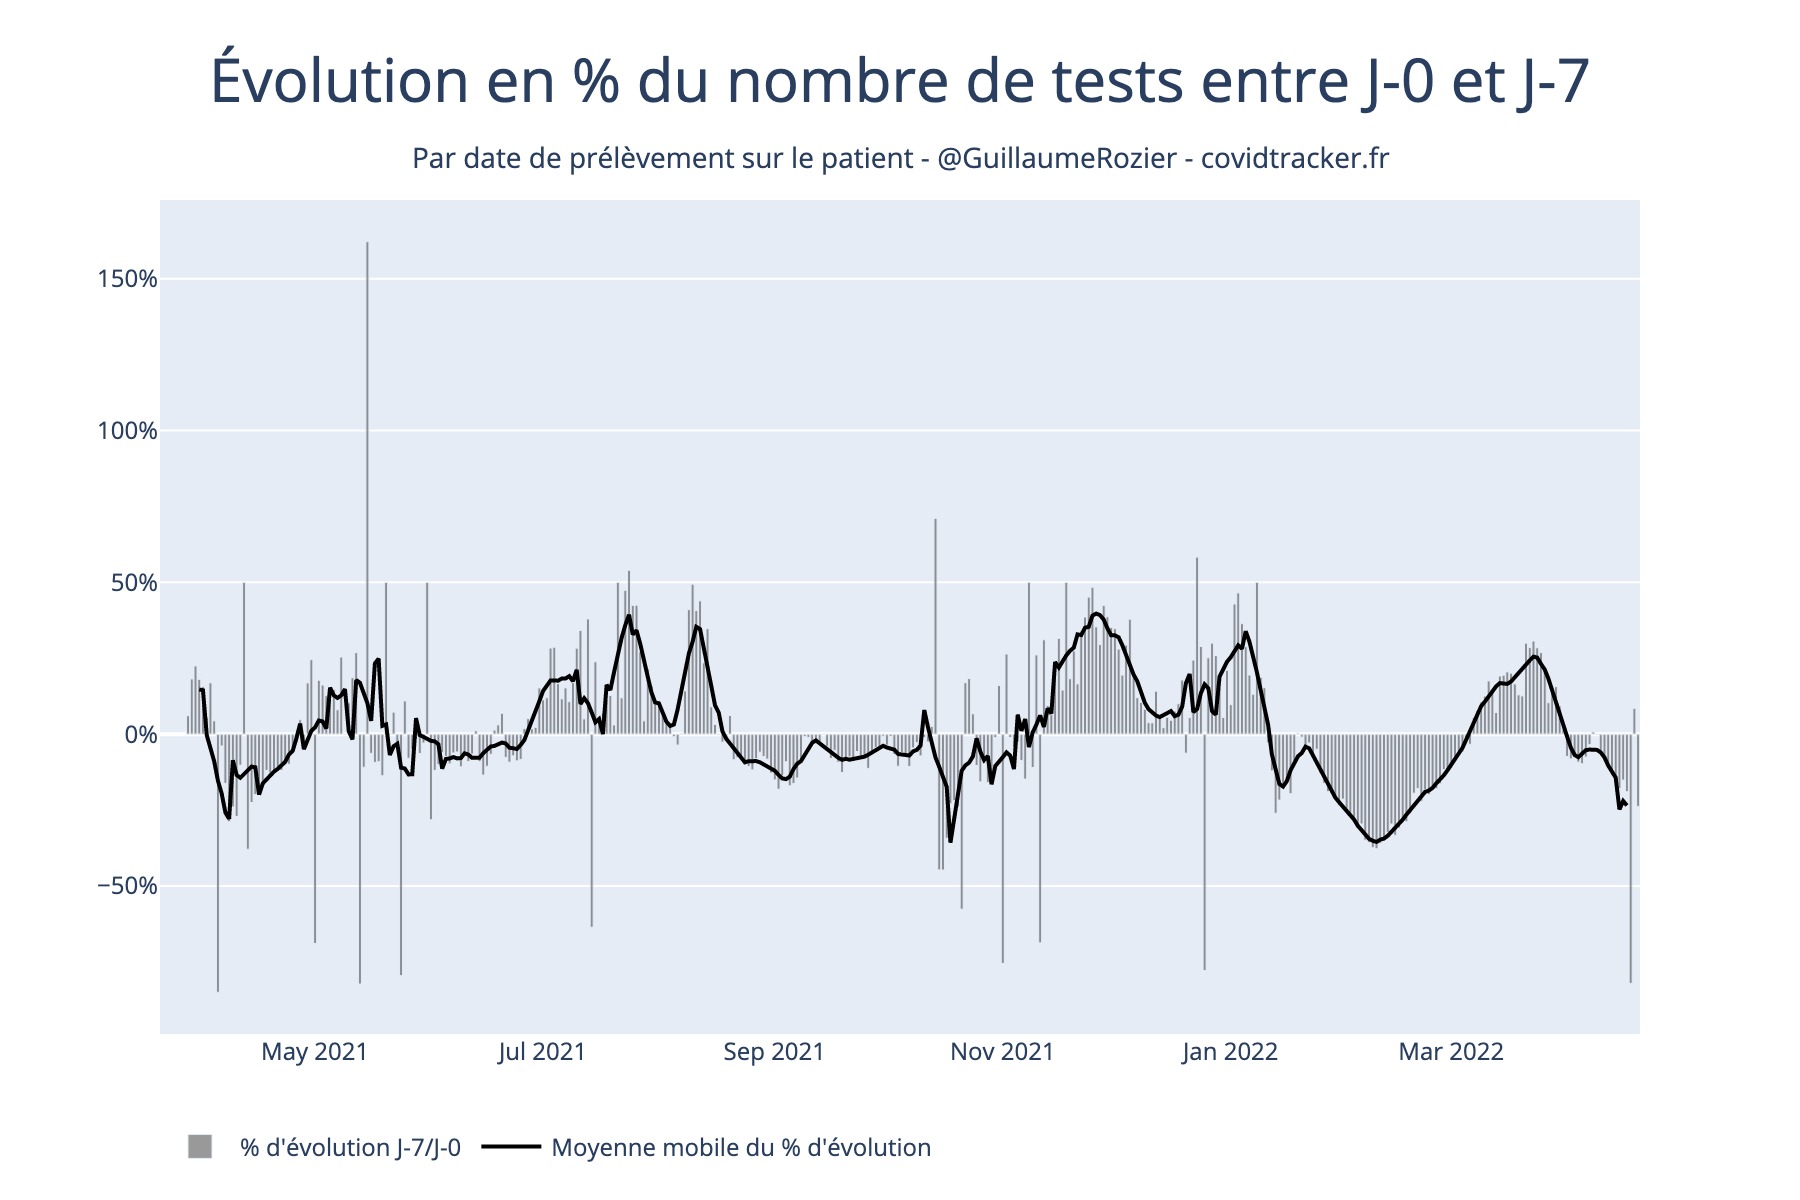 Évolution en % du nombre de tests entre J-0 et J-7
Par date de prélèvement sur le patient - @GuillaumeRozier - covidtracker.fr
150%
100%
50%
0%
−50%
May 2021 Jul 2021 Sep 2021 Nov 2021 Jan 2022 Mar 2022
% d'évolution J-7/J-0 Moyenne mobile du % d'évolution